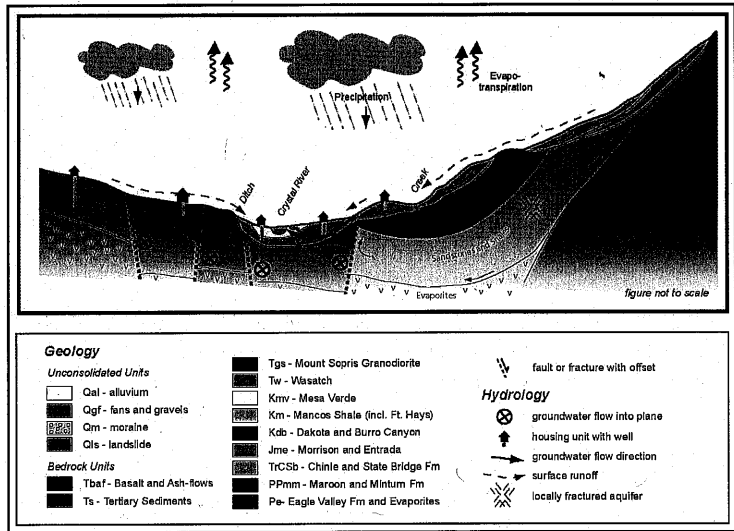 Precipitation
Evapo-
transpiration
Ditch
Crystal River
Creek
Evaporites
figure not to scale
Geology
Unconsolidated Units
Qal - alluvium
Qgf - fans and gravels
Qm - moraine
Qls - landslide
Bedrock Units
Tbaf - Basalt and Ash-flows
Ts - Tertiary Sediments
Tgs - Mount Sopris Granodiorite
Tw - Wasatch
Kmv - Mesa Verde
Km - Mancos Shale (incl. Ft. Hays)
Kdb - Dakota and Burro Canyon
Jme - Morrison and Entrada
TrCSb - Chinle and State Bridge Fm
PPmm - Maroon and Minturn Fm
Pe- Eagle Valley Fm and Evaporites
fault or fracture with offset
Hydrology
groundwater flow into plane
housing unit with well
groundwater flow direction
surface runoff
locally fractured aquifer